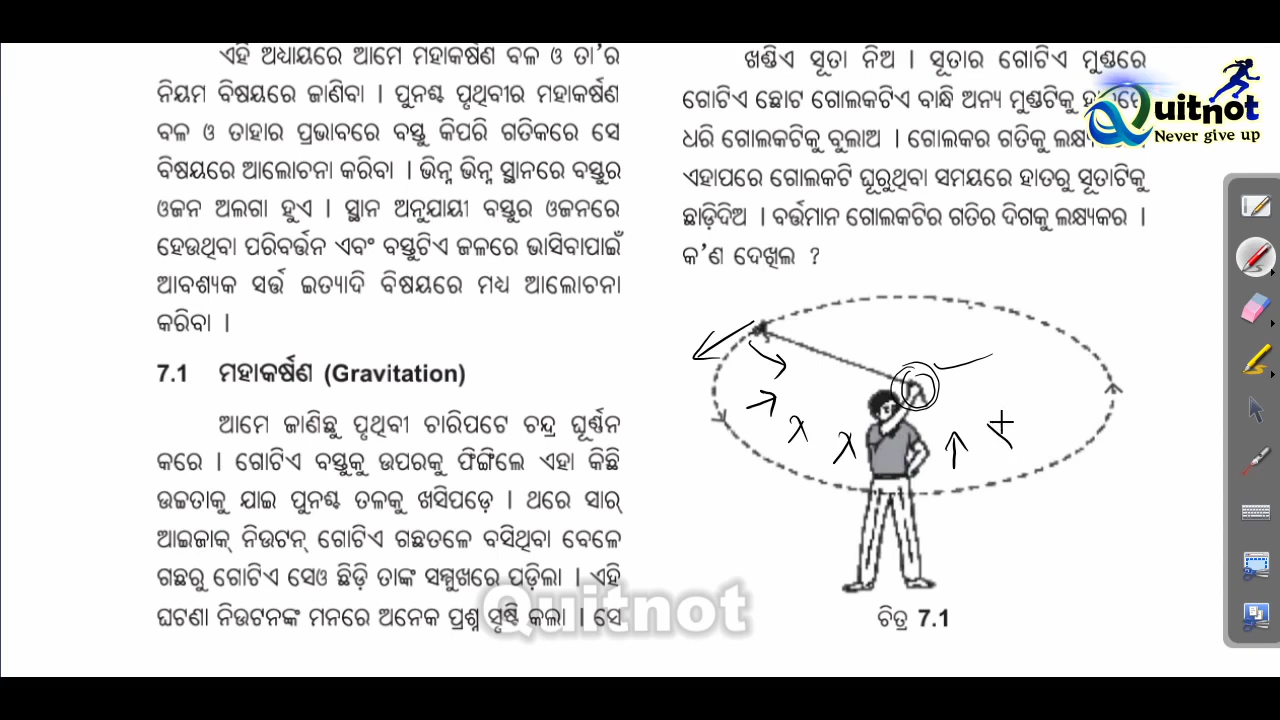 ଏହି ଅଧ୍ୟାୟରେ ଆମେ ମହାକର୍ଷଣ ବଳ ଓ ତା'ର
ନିୟମ ବିଷୟରେ ଜାଣିବା । ପୁନଶ୍ଚ ପୃଥିବୀର ମହାକର୍ଷଣ
ବଳ ଓ ତାହାର ପ୍ରଭାବରେ ବସ୍ତୁ କିପରି ଗତିକରେ ସେ
ବିଷୟରେ ଆଲୋଚନା କରିବା । ଭିନ୍ନ ଭିନ୍ନ ସ୍ଥାନରେ ବସ୍ତୁର
ଓଜନ ଅଲଗା ହୁଏ । ସ୍ଥାନ ଅନୁଯାୟୀ ବସ୍ତୁର ଓଜନରେ
ହେଉଥିବା ପରିବର୍ତ୍ତନ ଏବଂ ବସ୍ତୁଟିଏ ଜଳରେ ଭାସିବାପାଇଁ
ଆବଶ୍ୟକ ସର୍ତ୍ତ ଇତ୍ୟାଦି ବିଷୟରେ ମଧ୍ୟ ଆଲୋଚନା
କରିବା ।
7.1 ମହାକର୍ଷଣ (Gravitation)
ଆମେ ଜାଣିଛୁ ପୃଥିବୀ ଚାରିପଟେ ଚନ୍ଦ୍ର ଘୂର୍ଣ୍ଣନ
କରେ । ଗୋଟିଏ ବସ୍ତୁକୁ ଉପରକୁ ଫିଙ୍ଗିଲେ ଏହା କିଛି
ଉଚ୍ଚତାକୁ ଯାଇ ପୁନଶ୍ଚ ତଳକୁ ଖସିପଡ଼େ । ଥରେ ସାର୍
ଆଇଜାକ୍ ନିଉଟନ୍ ଗୋଟିଏ ଗଛତଳେ ବସିଥିବା ବେଳେ
ଗଛରୁ ଗୋଟିଏ ସେଓ ଛିଡ଼ି ତାଙ୍କ ସମ୍ମୁଖରେ ପଡ଼ିଲା । ଏହି
ଘଟଣା ନିଉଟନଙ୍କ ମନରେ ଅନେକ ପ୍ରଶ୍ନ ସୃଷ୍ଟି କଲା । ସେ
Quitnot
ଖଣ୍ଡିଏ ସୂତା ନିଅ । ସୂତାର ଗୋଟିଏ ମୁଣ୍ଡରେ
ଗୋଟିଏ ଛୋଟ ଗୋଲକଟିଏ ବାନ୍ଧି ଅନ୍ୟ ମୁଣ୍ଡଟିକୁ
ଧରି ଗୋଲକଟିକୁ ବୁଲାଅ । ଗୋଲକର ଗତିକୁ
ଏହାପରେ ଗୋଲକଟି ଘୂରୁଥିବା ସମୟରେ ହାତରୁ ସୂତାଟିକୁ
ଛାଡ଼ିଦିଅ । ବର୍ତ୍ତମାନ ଗୋଲକଟିର ଗତିର ଦିଗକୁ ଲକ୍ଷ୍ୟକର ।
କ'ଣ ଦେଖିଲ ?
ଚିତ୍ର 7.1
Quitnot
Never give up